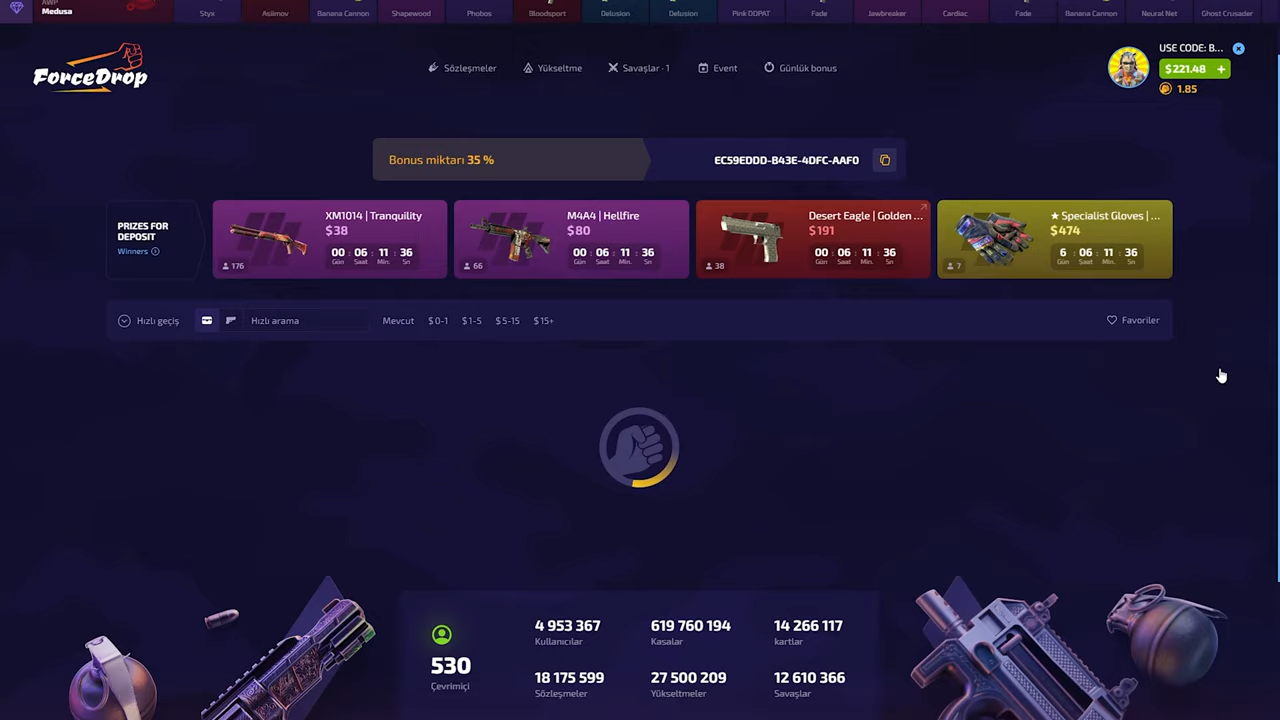 AWP
Medusa
Styx
Asiimov
Banana Cannon
Shapewood
Phobos
Bloodsport
Delusion
Delusion
Pink DDPAT
Fade
Jawbreaker
Cardiac
Fade
Banana Cannon
Neural Net
Ghost Crusader
ForceDrop
Sözleşmeler
Yükseltme
Savaşlar · 1
Event
Günlük bonus
USE CODE: B...
$221.48 +
1.85
Bonus miktarı 35 %
EC59EDDD-B43E-4DFC-AAF0
PRIZES FOR
DEPOSIT
Winners
XM1014 | Tranquility
$38
00 : 06 : 11 : 36
Gün Saat Min. Sn
176
M4A4 | Hellfire
$80
00 : 06 : 11 : 36
Gün Saat Min. Sn
66
Desert Eagle | Golden ...
$191
00 : 06 : 11 : 36
Gün Saat Min. Sn
38
★ Specialist Gloves | ...
$474
6 : 06 : 11 : 36
Gün Saat Min. Sn
7
Hızlı geçiş
Hızlı arama
Mevcut
$ 0-1
$ 1-5
$ 5-15
$ 15+
Favoriler
530
Çevrimiçi
4 953 367
Kullanıcılar
619 760 194
Kasalar
14 266 117
kartlar
18 175 599
Sözleşmeler
27 500 209
Yükseltmeler
12 610 366
Savaşlar